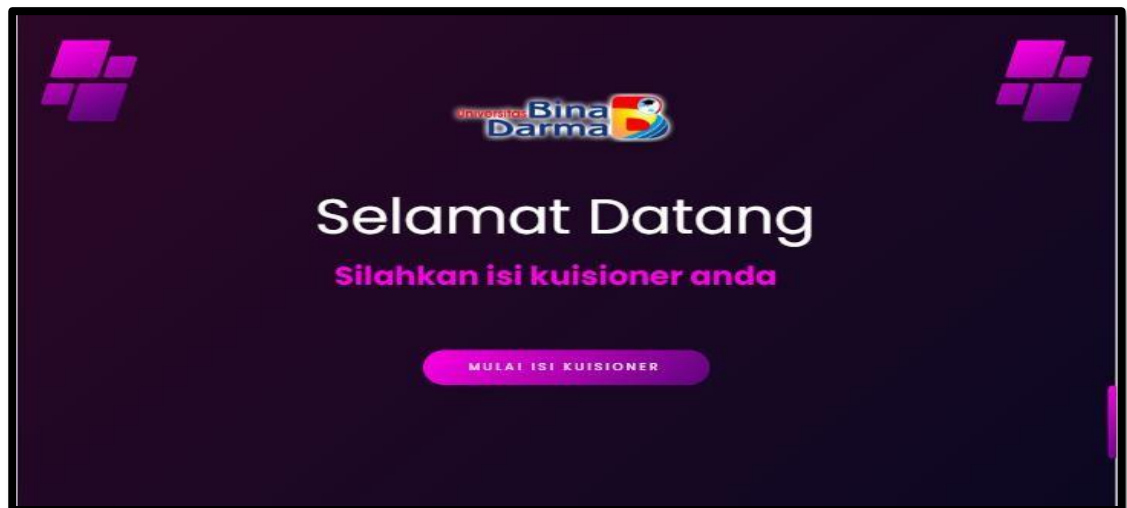 Universitas Bina
Darma
Selamat Datang
Silahkan isi kuisioner anda
MULAI ISI KUISIONER